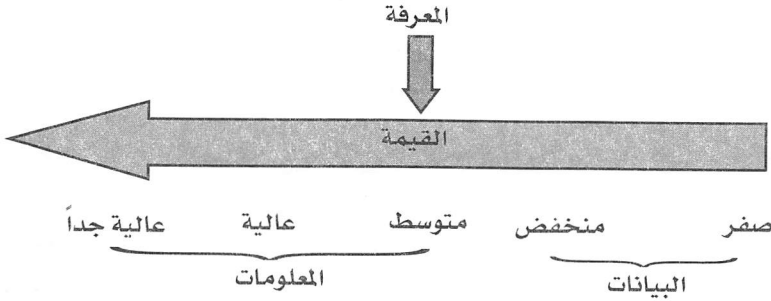 المعرفة
القيمة
صفر منخفض متوسط عالية عالية جداً
البيانات المعلومات